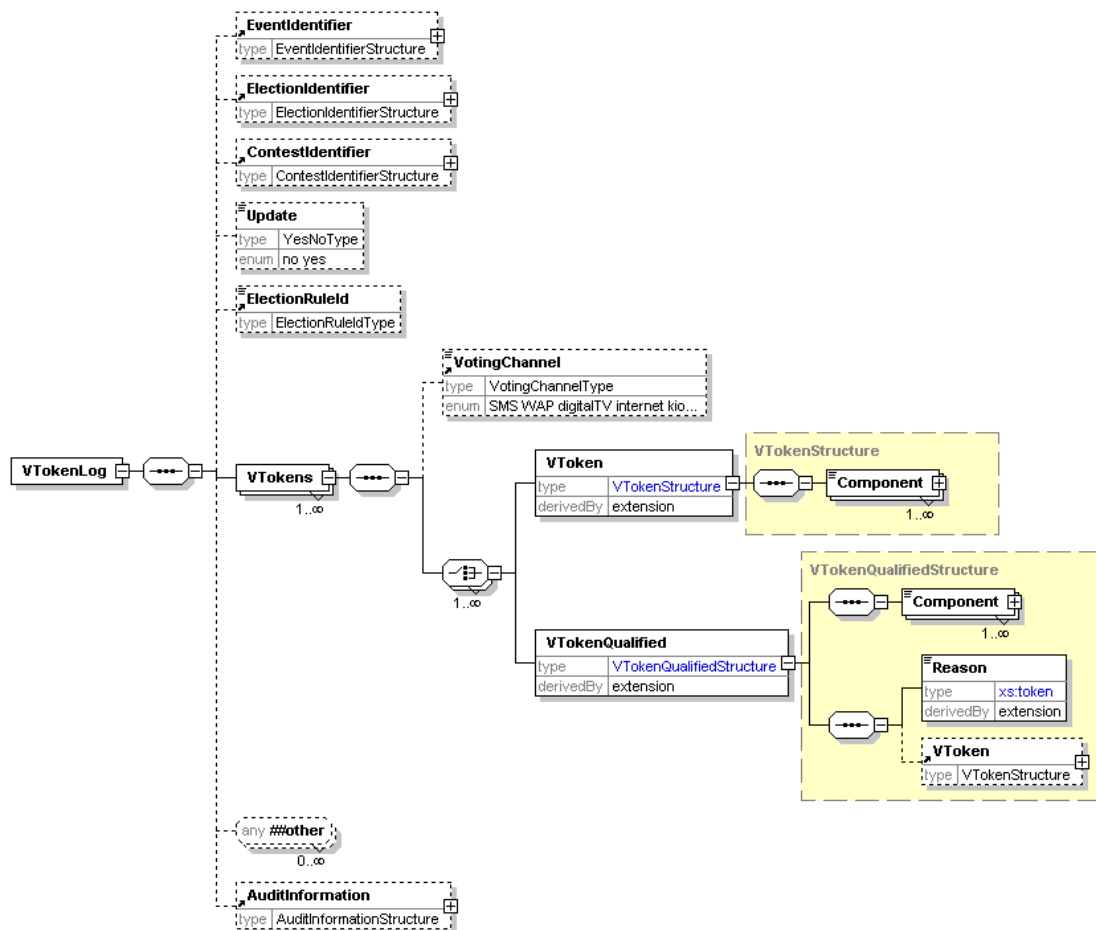 EventIdentifier
type EventIdentifierStructure
ElectionIdentifier
type ElectionIdentifierStructure
ContestIdentifier
type ContestIdentifierStructure
Update
type YesNoType
enum no yes
ElectionRuleId
type ElectionRuleIdType
VotingChannel
type VotingChannelType
enum SMS WAP digitalTV internet kio...
VTokenLog
VTokens
1..∞
1..∞
VToken
type VTokenStructure
derivedBy extension
VTokenStructure
Component
1..∞
VTokenQualified
type VTokenQualifiedStructure
derivedBy extension
VTokenQualifiedStructure
Component
1..∞
Reason
type xs:token
derivedBy extension
VToken
type VTokenStructure
any ##other
0..∞
AuditInformation
type AuditInformationStructure